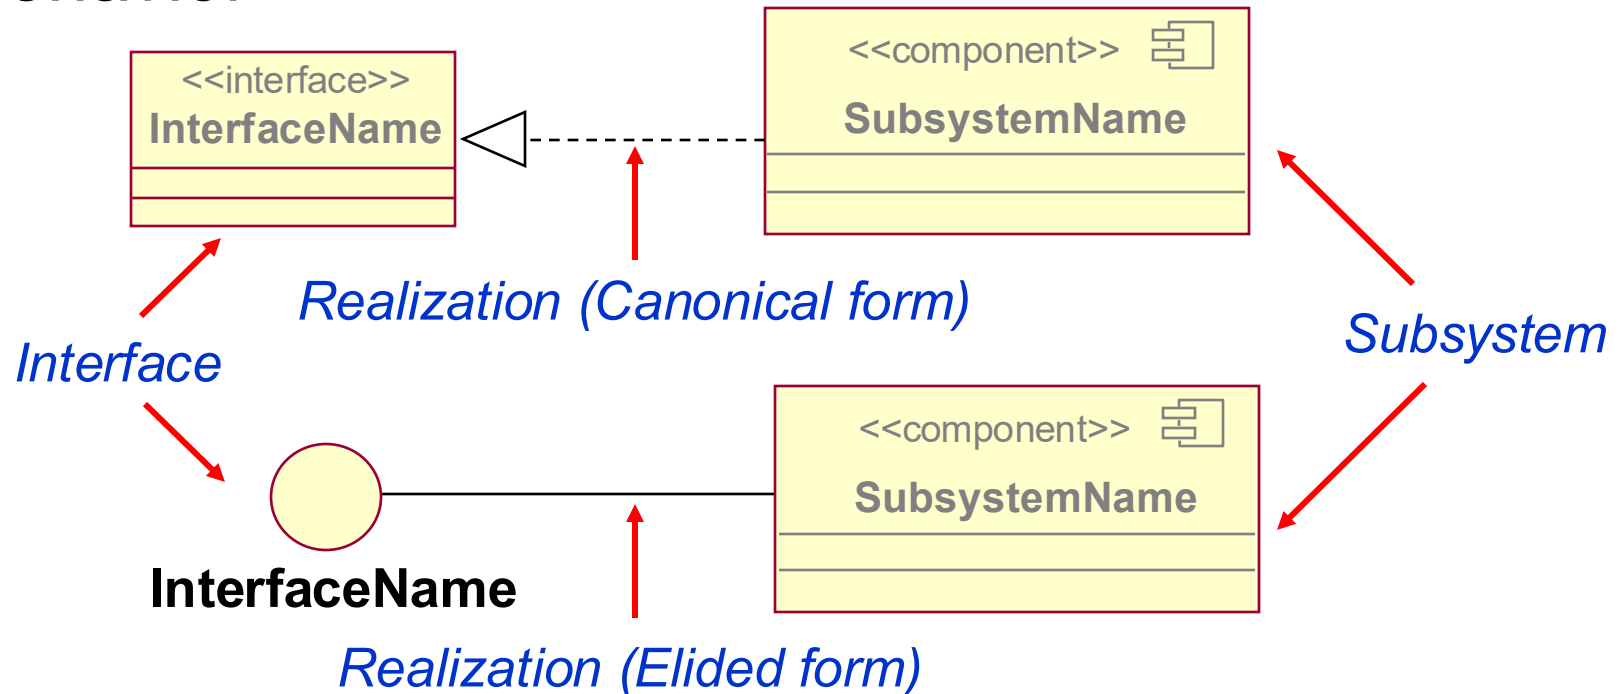 <<component>>
<<interface>>
SubsystemName
InterfaceName
Realization (Canonical form)
Subsystem
Interface
<<component>>
SubsystemName
InterfaceName
Realization (Elided form)